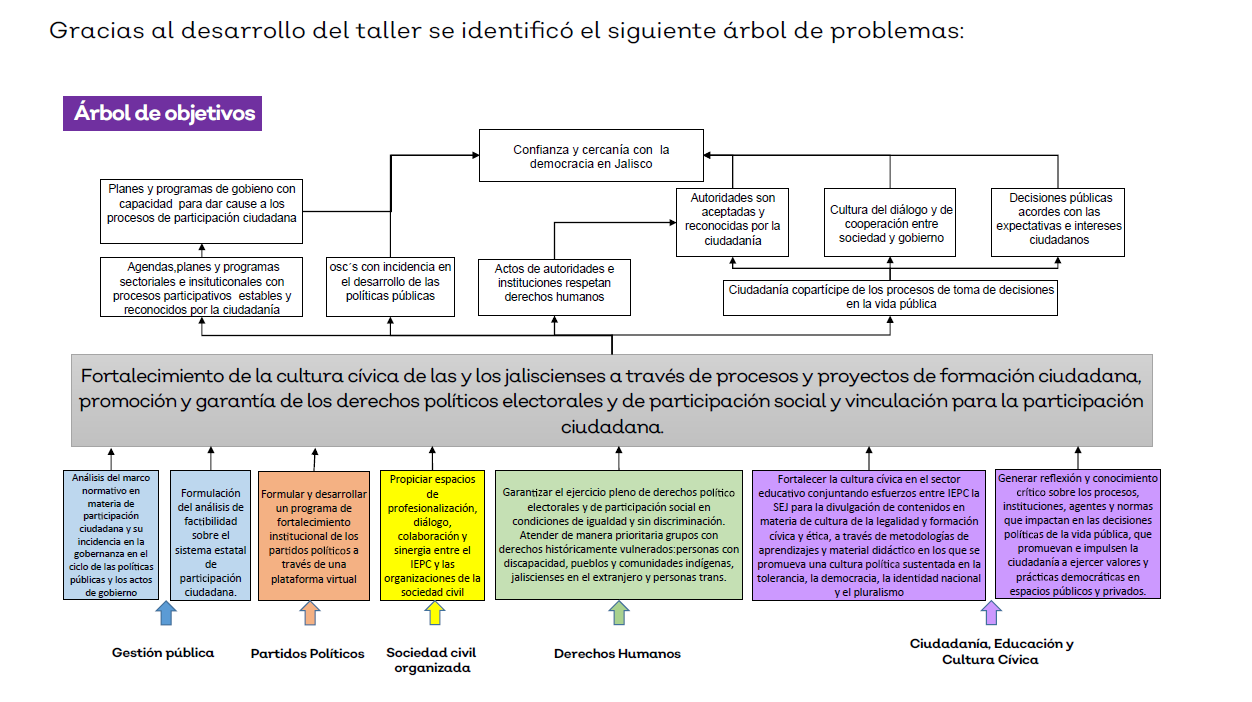 Gracias al desarrollo del taller se identificó el siguiente árbol de problemas:
Árbol de objetivos
Confianza y cercanía con la
democracia en Jalisco
Planes y programas de gobieno con
capacidad para dar cause a los
procesos de participación ciudadana
Autoridades son
aceptadas y
reconocidas por la
ciudadanía
Cultura del diálogo y de
cooperación entre
sociedad y gobierno
Decisiones públicas
acordes con las
expectativas e intereses
ciudadanos
Agendas,planes y programas
sectoriales e insituticonales con
procesos participativos estables y
reconocidos por la ciudadanía
osc´s con incidencia en
el desarrollo de las
políticas públicas
Actos de autoridades e
instituciones respetan
derechos humanos
Ciudadanía copartícipe de los procesos de toma de decisiones
en la vida pública
Fortalecimiento de la cultura cívica de las y los jaliscienses a través de procesos y proyectos de formación ciudadana,
promoción y garantía de los derechos políticos electorales y de participación social y vinculación para la participación
ciudadana.
Análisis del marco
normativo en
materia de
participación
ciudadana y su
incidencia en la
gobernanza en el
ciclo de las políticas
públicas y los actos
de gobierno
Formulación
del análisis de
factibilidad
sobre el
sistema estatal
de
participación
ciudadana.
Formular y desarrollar
un programa de
fortalecimiento
institucional de los
partidos políticos a
través de una
plataforma virtual
Propiciar espacios
de
profesionalización,
diálogo,
colaboración y
sinergia entre el
IEPC y las
organizaciones de la
sociedad civil
Garantizar el ejercicio pleno de derechos político
electorales y de participación social en
condiciones de igualdad y sin discriminación.
Atender de manera prioritaria grupos con
derechos históricamente vulnerados:personas con
discapacidad, pueblos y comunidades indígenas,
jaliscienses en el extranjero y personas trans.
Fortalecer la cultura cívica en el sector
educativo conjuntando esfuerzos entre IEPC la
SEJ para la divulgación de contenidos en
materia de cultura de la legalidad y formación
cívica y ética, a través de metodologías de
aprendizajes y material didáctico en los que se
promueva una cultura política sustentada en la
tolerancia, la democracia, la identidad nacional
y el pluralismo
Generar reflexión y conocimiento
crítico sobre los procesos,
instituciones, agentes y normas
que impactan en las decisiones
políticas de la vida pública, que
promuevan e impulsen la
ciudadanía a ejercer valores y
prácticas democráticas en
espacios públicos y privados.
Gestión pública
Partidos Políticos
Sociedad civil
organizada
Derechos Humanos
Ciudadanía, Educación y
Cultura Cívica